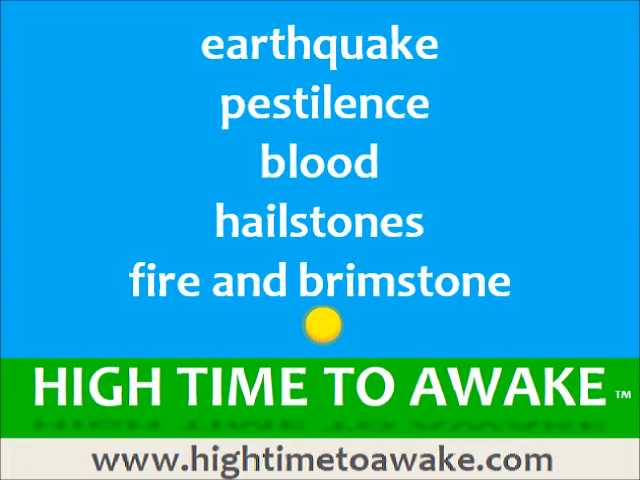 earthquake
pestilence
blood
hailstones
fire and brimstone
HIGH TIME TO AWAKE™
www.hightimetoawake.com